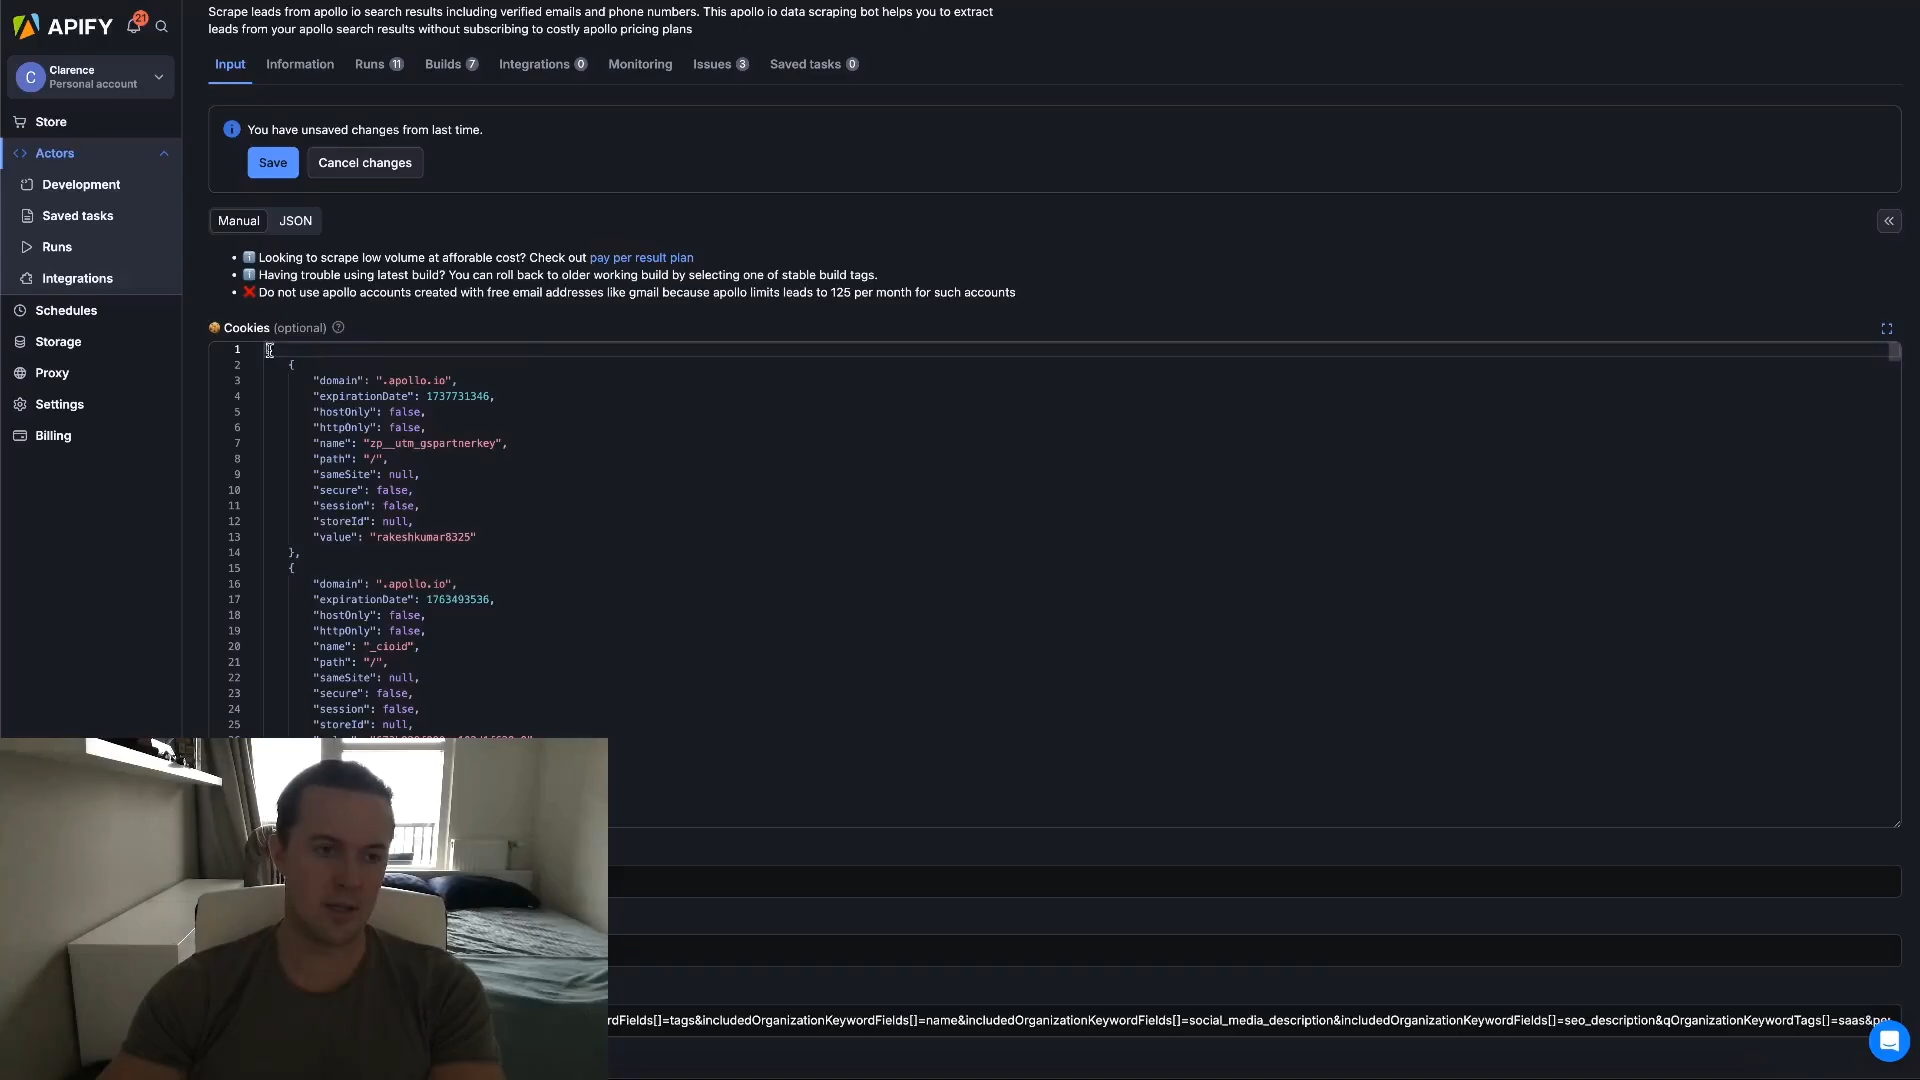 APIFY
21
C
Clarence
Personal account
Store
Actors
Development
Saved tasks
Runs
Integrations
Schedules
Storage
Proxy
Settings
Billing
Scrape leads from apollo io search results including verified emails and phone numbers. This apollo io data scraping bot helps you to extract
leads from your apollo search results without subscribing to costly apollo pricing plans
Input Information Runs 11 Builds 7 Integrations 0 Monitoring Issues 3 Saved tasks 0
You have unsaved changes from last time.
Save Cancel changes
Manual JSON
• Looking to scrape low volume at afforable cost? Check out pay per result plan
• Having trouble using latest build? You can roll back to older working build by selecting one of stable build tags.
• ❌ Do not use apollo accounts created with free email addresses like gmail because apollo limits leads to 125 per month for such accounts
Cookies (optional)
1
2 {
3 "domain": ".apollo.io",
4 "expirationDate": 1737731346,
5 "hostOnly": false,
6 "httpOnly": false,
7 "name": "zp__utm_gspartnerkey",
8 "path": "/",
9 "sameSite": null,
10 "secure": false,
11 "session": false,
12 "storeId": null,
13 "value": "rakeshkumar8325"
14 },
15 {
16 "domain": ".apollo.io",
17 "expirationDate": 1763493536,
18 "hostOnly": false,
19 "httpOnly": false,
20 "name": "_cioid",
21 "path": "/",
22 "sameSite": null,
23 "secure": false,
24 "session": false,
25 "storeId": null,
rdFields[]=tags&includedOrganizationKeywordFields[]=name&includedOrganizationKeywordFields[]=social_media_description&includedOrganizationKeywordFields[]=seo_description&qOrganizationKeywordTags[]=saas&pe